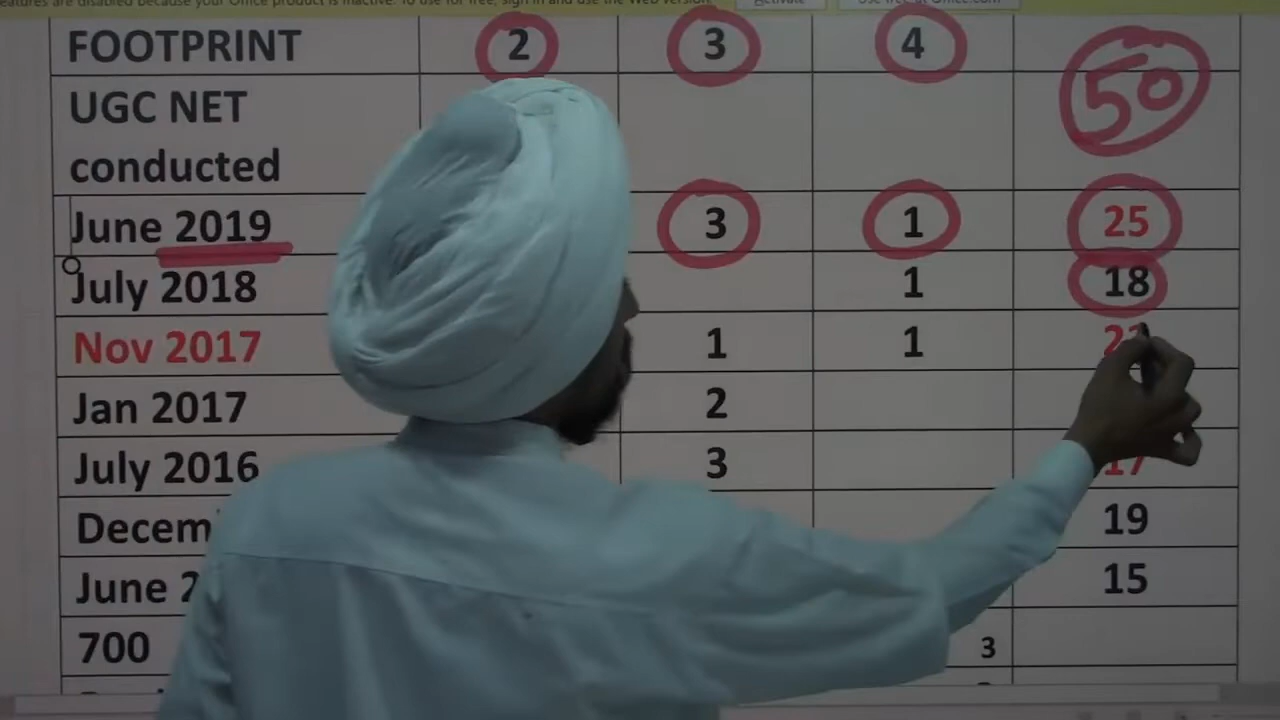 FOOTPRINT 2 3 4
50
UGC NET
conducted
June 2019 3 1 25
July 2018 1 18
Nov 2017 1 1
Jan 2017 2
July 2016 3 17
19
15
700 3